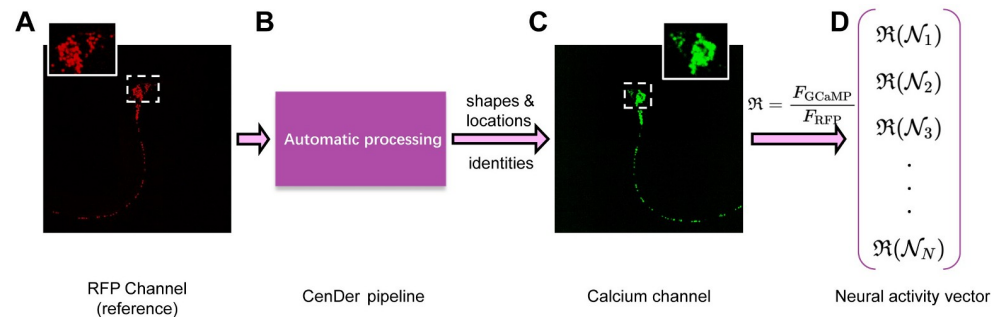 A
B
C
D
Automatic processing
shapes &
locations
identities
ℜ = F_GCaMP / F_RFP
ℜ(𝒩₁)
ℜ(𝒩₂)
ℜ(𝒩₃)
.
.
.
ℜ(𝒩_N)
RFP Channel
(reference)
CenDer pipeline
Calcium channel
Neural activity vector